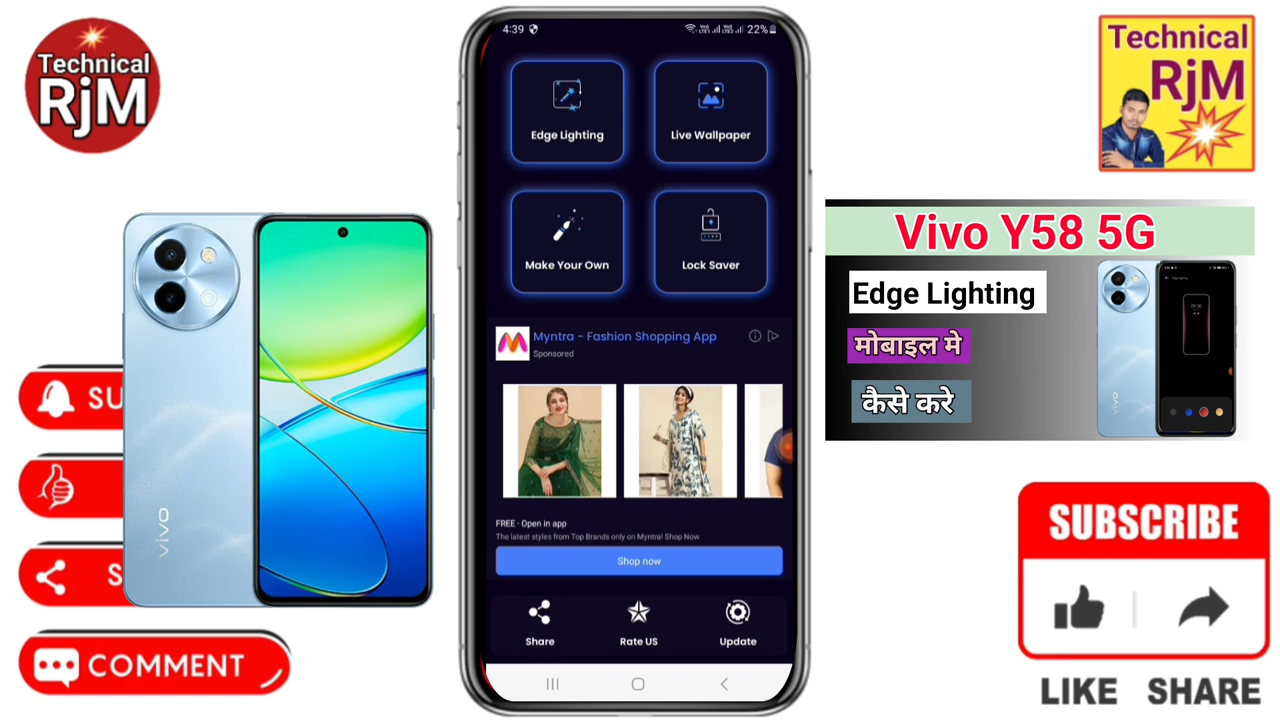 Technical
RjM
SU
S
COMMENT
vivo
4:39
22%
Edge Lighting
Live Wallpaper
Make Your Own
Lock Saver
Myntra - Fashion Shopping App
Sponsored
FREE · Open in app
The latest styles from Top Brands only on Myntra! Shop Now
Shop now
Share
Rate US
Update
Technical
RjM
Vivo Y58 5G
Edge Lighting
मोबाइल मे
कैसे करे
vivo
SUBSCRIBE
LIKE SHARE